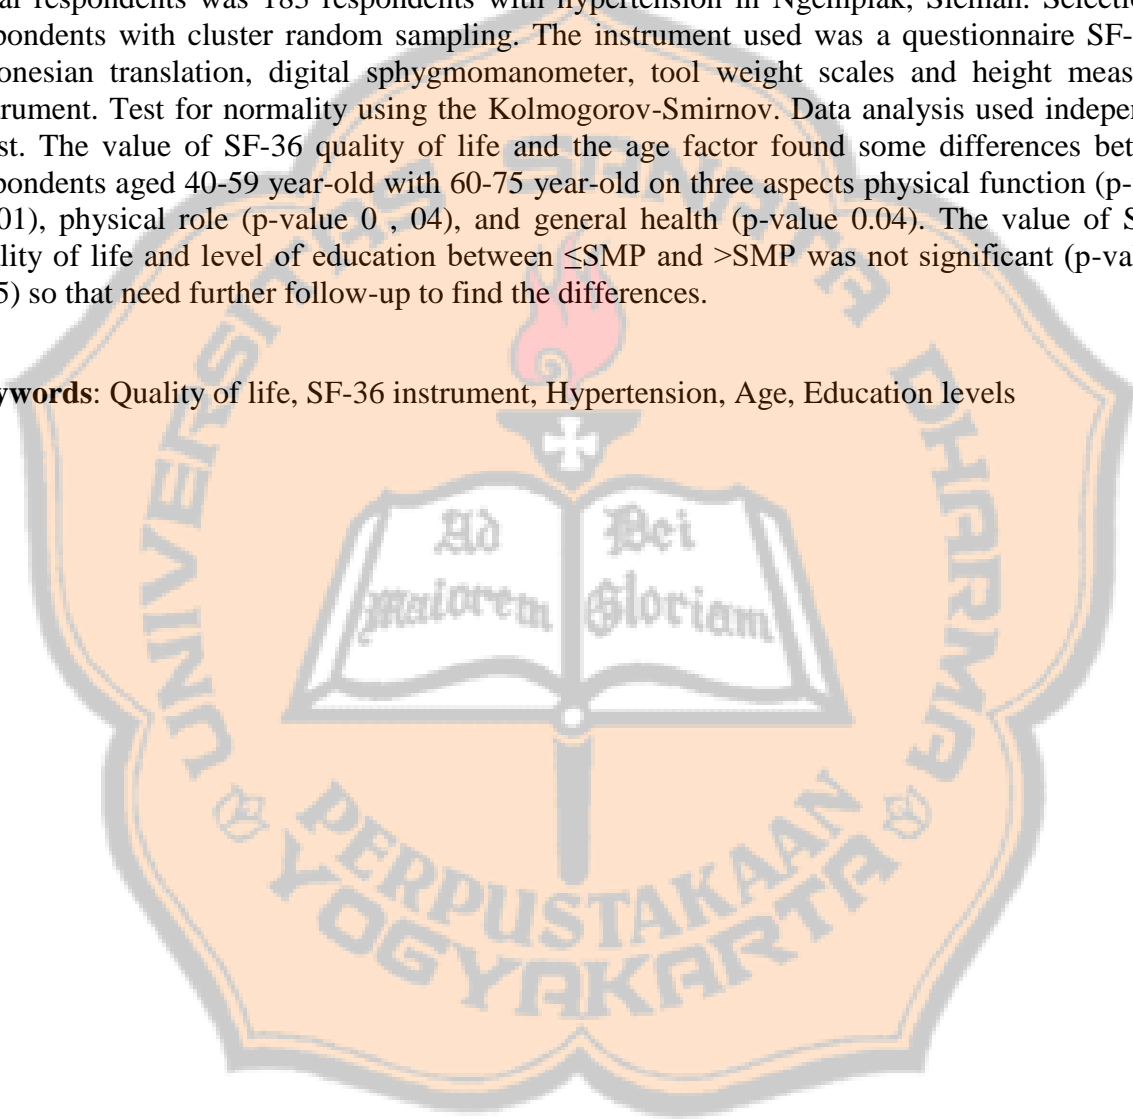 al respondents was respondents with hypertension in Ngemplak, Sleman. Selection
pondents with cluster random sampling. The instrument used was a questionnaire SF-
onesian translation, digital sphygmomanometer, tool weight scales and height meas
rument. Test for normality using the Kolmogorov-Smirnov. Data analysis used indepen
st. The value of SF-36 quality of life and the age factor found some differences bet
pondents aged 40-59 year-old with 60-75 year-old on three aspects physical function (p-
01), physical role (p-value 0 , 04), and general health (p-value 0.04). The value of S
lity of life and level of education between ≤SMP and >SMP was not significant (p-va
5) so that need further follow-up to find the differences.
ywords: Quality of life, SF-36 instrument, Hypertension, Age, Education levels
UNIVERSITAS SANATA DHARMA
Ad Dei
maiorem Gloriam
PERPUSTAKAAN
YOGYAKARTA